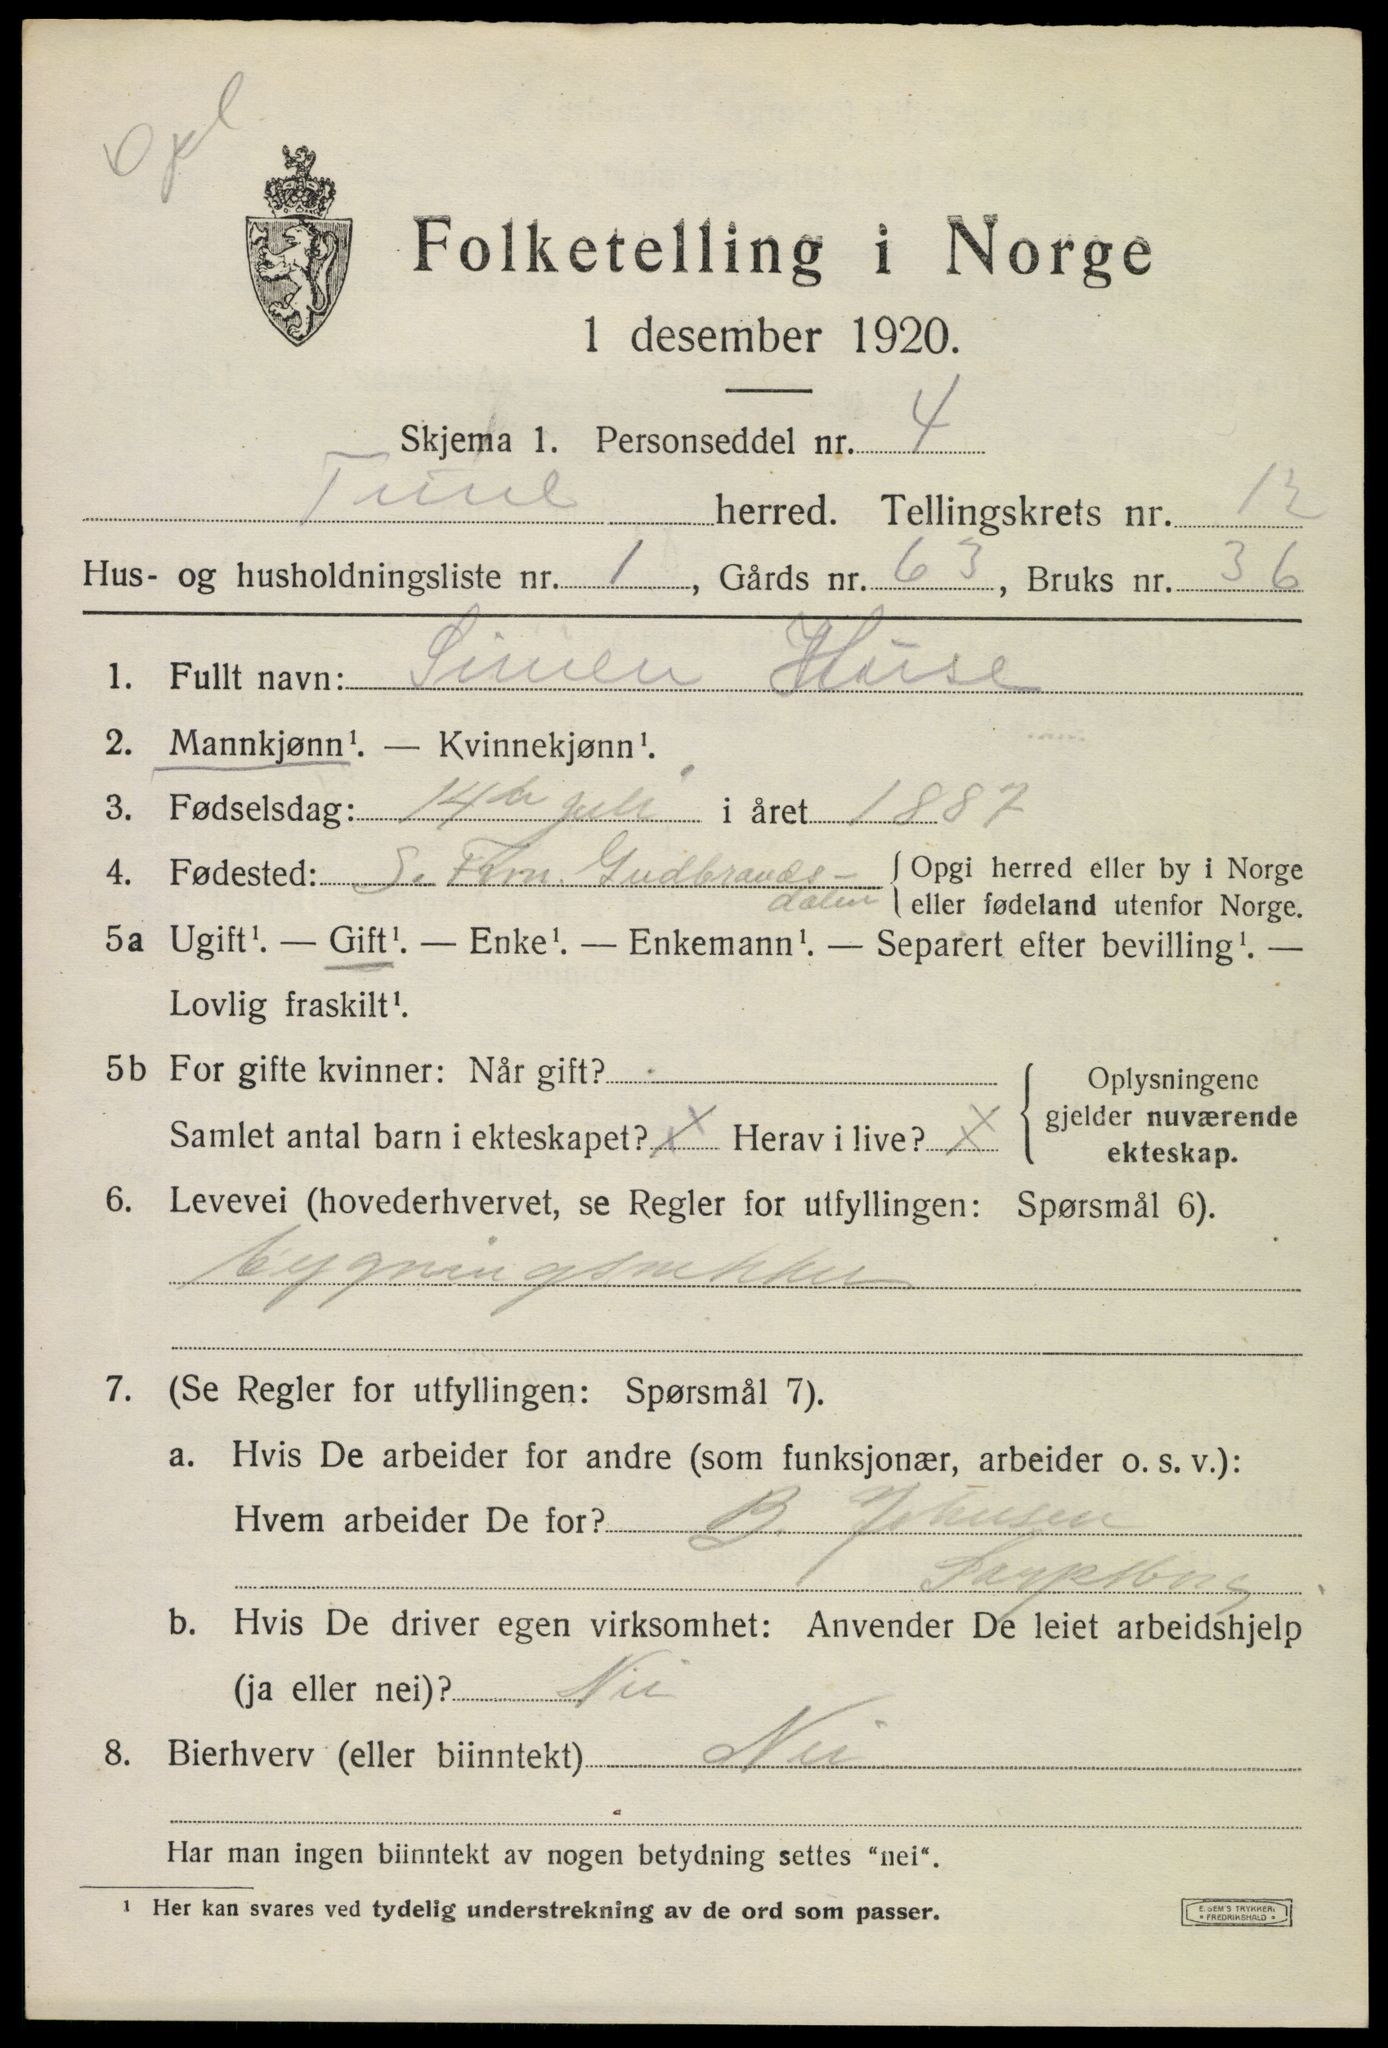 Opl
Folketelling i Norge
1 desember 1920.
Skjema 1. Personseddel nr. 4
Tune herred. Tellingskrets nr. 12
Hus- og husholdningsliste nr. 1, Gårds nr. 63, Bruks nr. 36
1. Fullt navn: Simen Huse
2. Mannkjønn¹. — Kvinnekjønn¹.
3. Fødselsdag: 14de juli i året 1887
4. Fødested: S. Fron. Gudbrands- { Opgi herred eller by i Norge
dalen { eller fødeland utenfor Norge.
5a Ugift¹. — Gift¹. — Enke¹. — Enkemann¹. — Separert efter bevilling¹. —
Lovlig fraskilt¹.
5b For gifte kvinner: Når gift? { Oplysningene
gjelder nuværende
Samlet antal barn i ekteskapet? X Herav i live? X
ekteskap.
6. Levevei (hovederhvervet, se Regler for utfyllingen: Spørsmål 6).
bygningsnekker
7. (Se Regler for utfyllingen: Spørsmål 7).
a. Hvis De arbeider for andre (som funksjonær, arbeider o. s. v.):
Hvem arbeider De for? B. Johnsen
Sarpsborg
b. Hvis De driver egen virksomhet: Anvender De leiet arbeidshjelp
(ja eller nei)? Nei
8. Bierhverv (eller biinntekt) Nei
Har man ingen biinntekt av nogen betydning settes "nei".
¹ Her kan svares ved tydelig understrekning av de ord som passer.
E. SEM'S TRYKKERI
* FREDRIKSHALD *